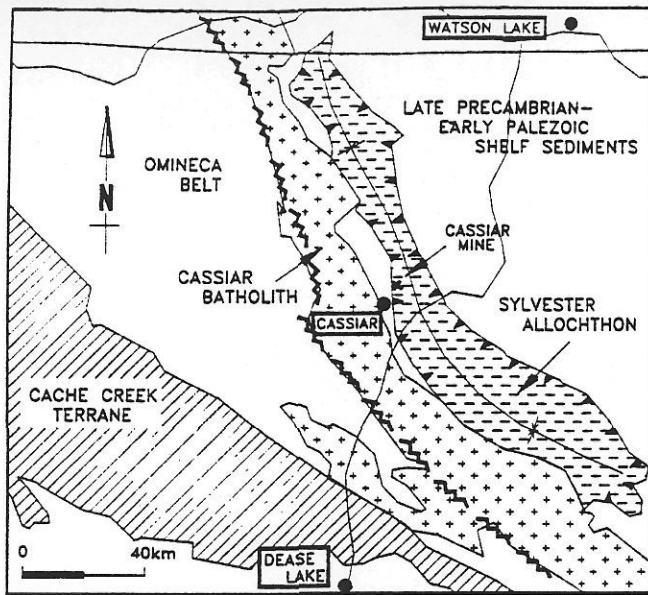 WATSON LAKE
LATE PRECAMBRIAN-
EARLY PALEZOIC
SHELF SEDIMENTS
OMINECA
BELT
N
CASSIAR
MINE
CASSIAR
BATHOLITH
CASSIAR
SYLVESTER
ALLOCHTHON
CACHE CREEK
TERRANE
0 40km
DEASE
LAKE